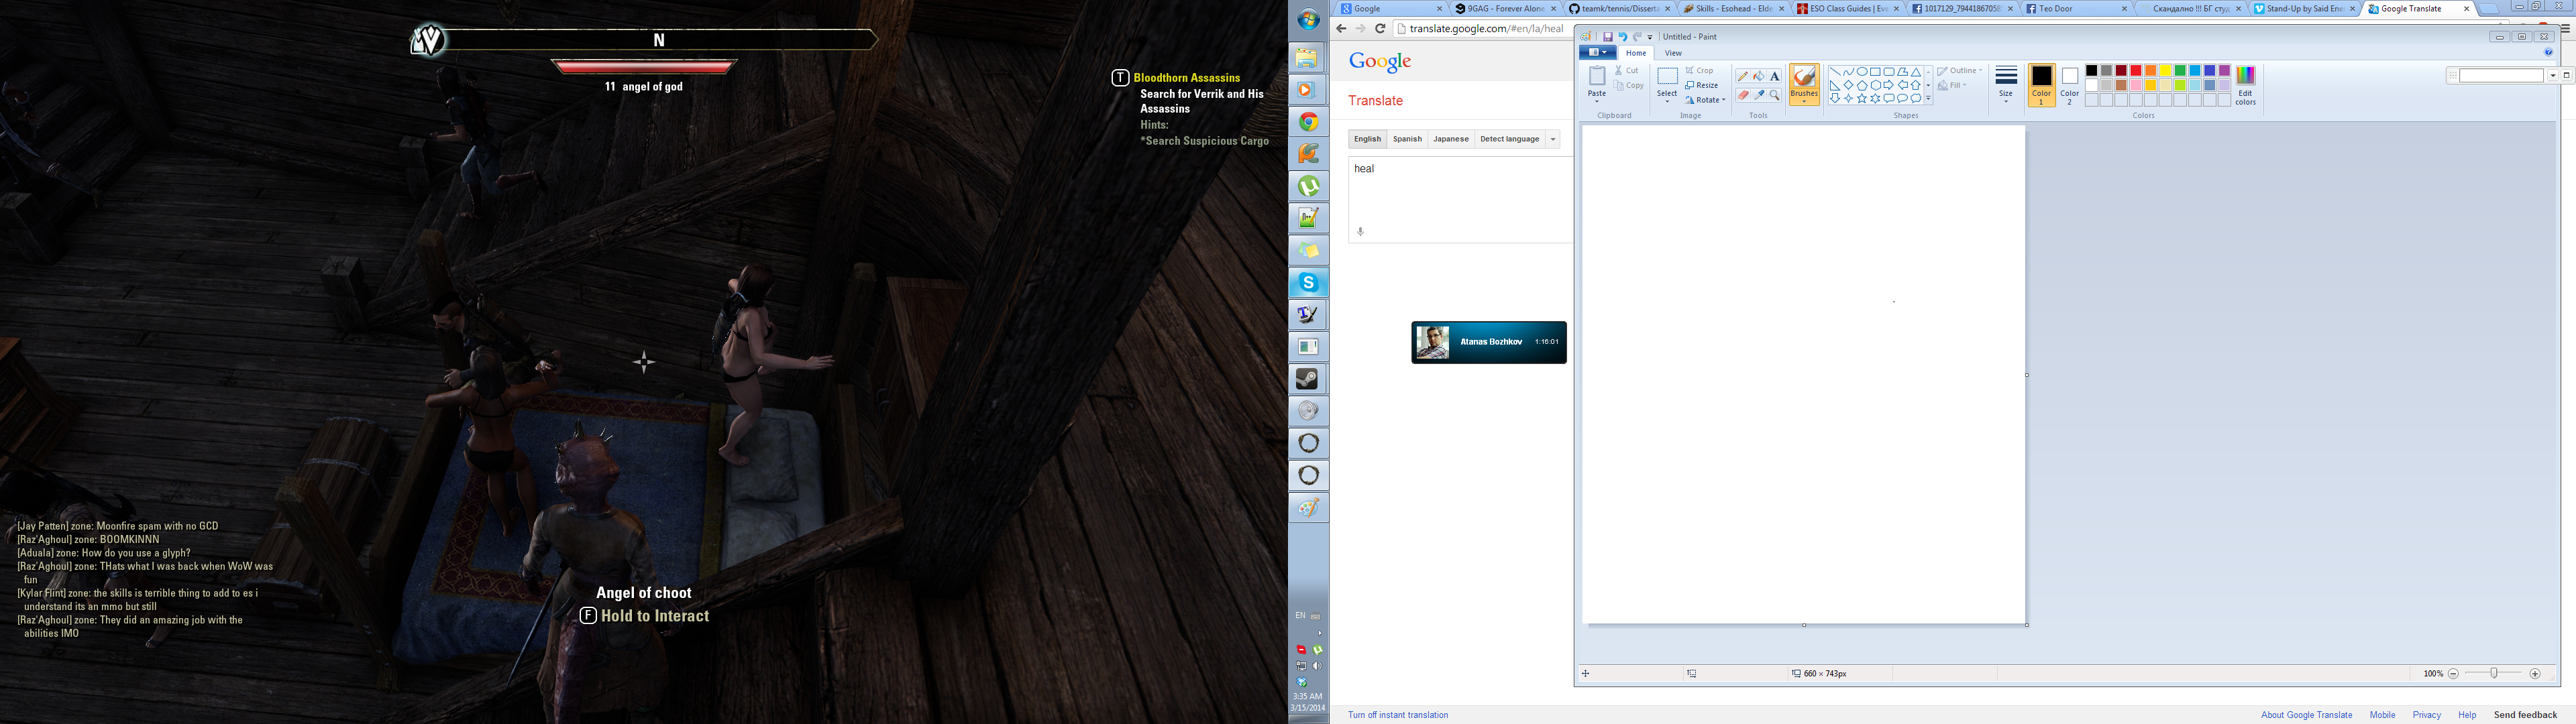 N
11 angel of god
T Bloodthorn Assassins
Search for Verrik and His
Assassins
Hints:
*Search Suspicious Cargo
[Jay Patten] zone: Moonfire spam with no GCD
[Raz'Aghoul] zone: BOOMKINNN
[Aduala] zone: How do you use a glyph?
[Raz'Aghoul] zone: THats what I was back when WoW was
fun
[Kylar Flint] zone: the skills is terrible thing to add to es i
understand its an mmo but still
[Raz'Aghoul] zone: They did an amazing job with the
abilities IMO
Angel of choot
F Hold to Interact
EN
3:35 AM
3/15/2014
Google
9GAG - Forever Alone
teamk/tennis/Disserta
Skills - Esohead - Elde
ESO Class Guides | Eve
1017129_7944186705
Teo Door
Скандално !!! БГ студ
Stand-Up by Said Ene
Google Translate
translate.google.com/#en/la/heal
Google
Translate
English Spanish Japanese Detect language
heal
Atanas Bozhkov 1:16:01
Turn off instant translation
About Google Translate Mobile Privacy Help Send feedback
Untitled - Paint
Home View
Paste
Cut
Copy
Clipboard
Select
Crop
Resize
Rotate
Image
A
Tools
Brushes
Outline
Fill
Shapes
Size
Color
1
Color
2
Edit
colors
Colors
660 × 743px
100%